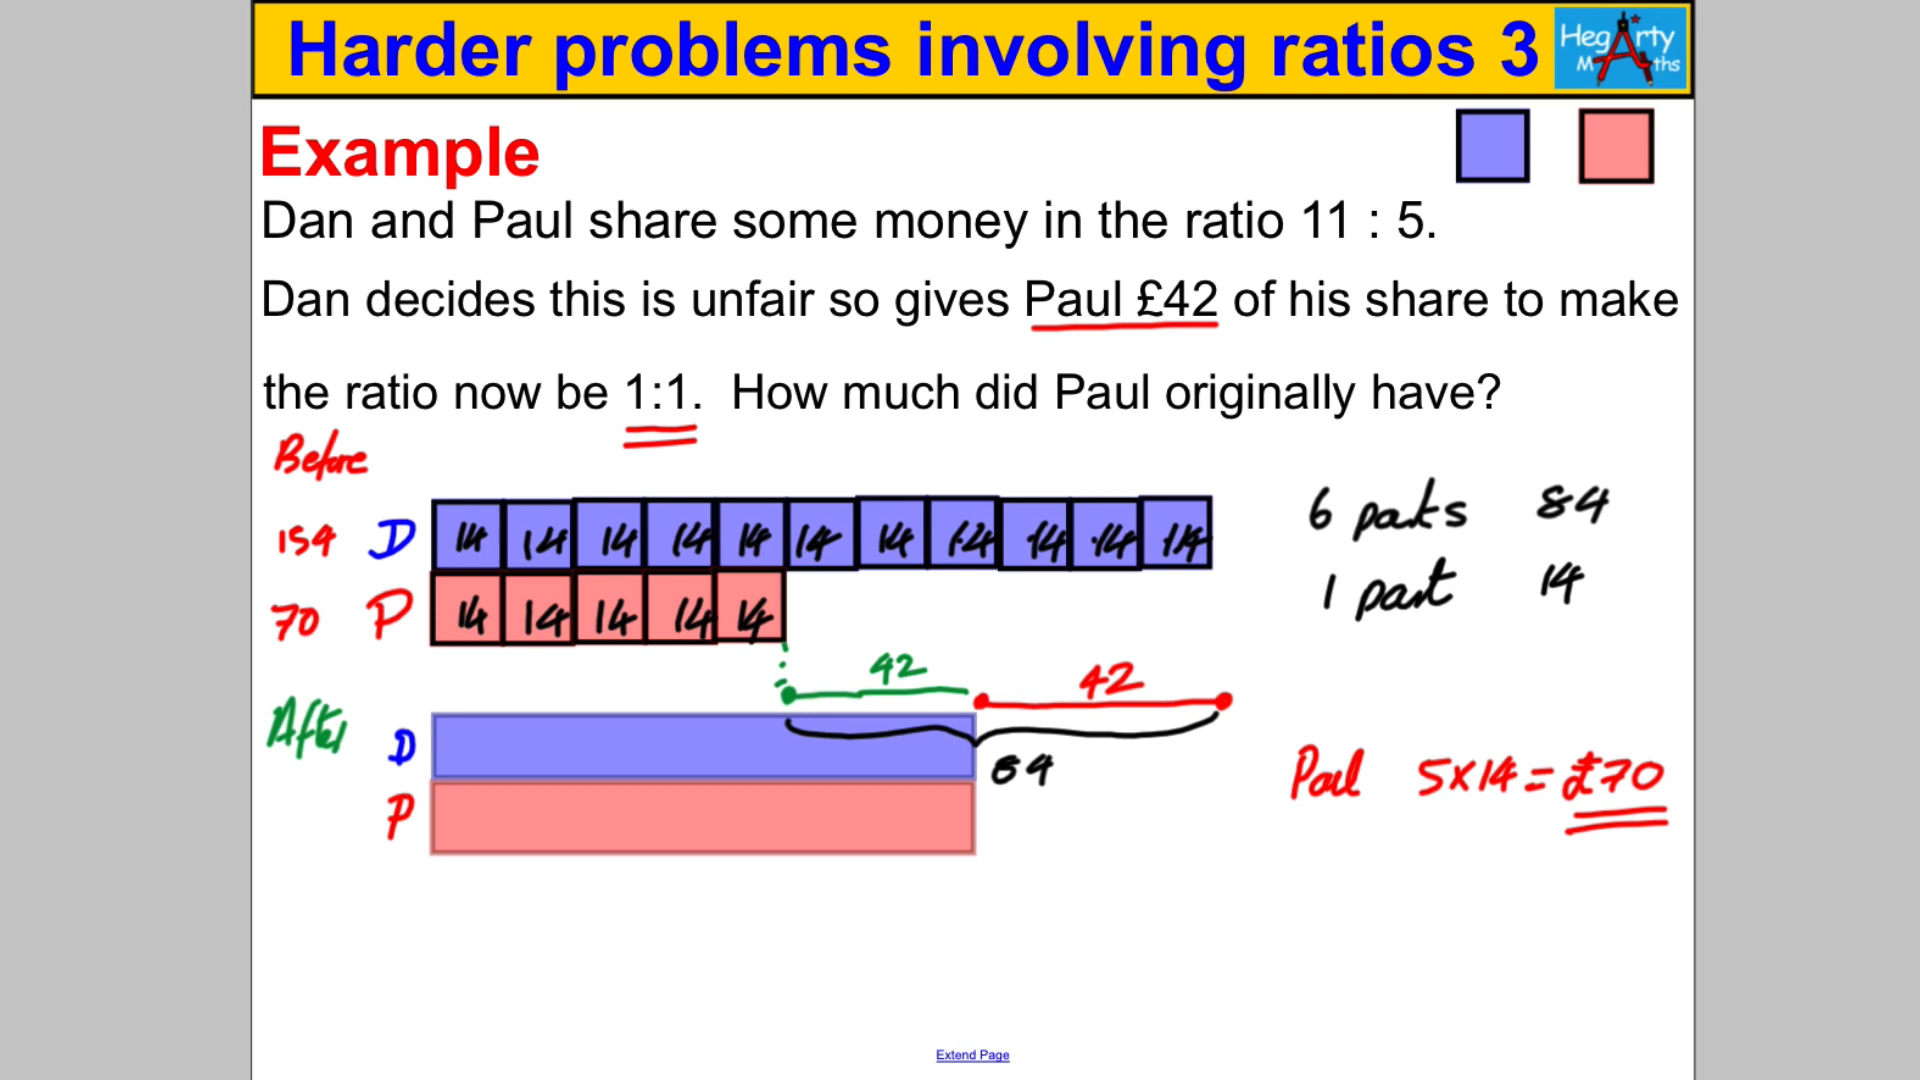 Harder problems involving ratios 3
HegArty
Maths
Example
Dan and Paul share some money in the ratio 11 : 5.
Dan decides this is unfair so gives Paul £42 of his share to make
the ratio now be 1:1. How much did Paul originally have?
Before
154 D 14 14 14 14 14 14 14 14 14 14 14
70 P 14 14 14 14 14
6 parts 84
1 part 14
42 42
After
D
84
P
Paul 5x14 = £70
Extend Page